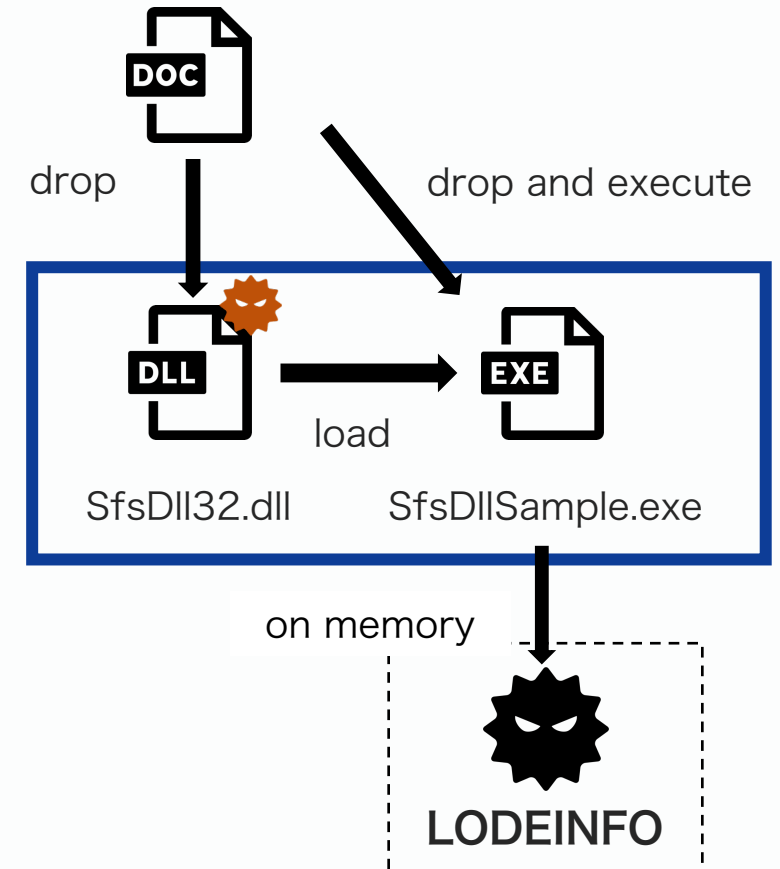 DOC
drop
drop and execute
DLL
EXE
load
SfsDll32.dll
SfsDllSample.exe
on memory
LODEINFO